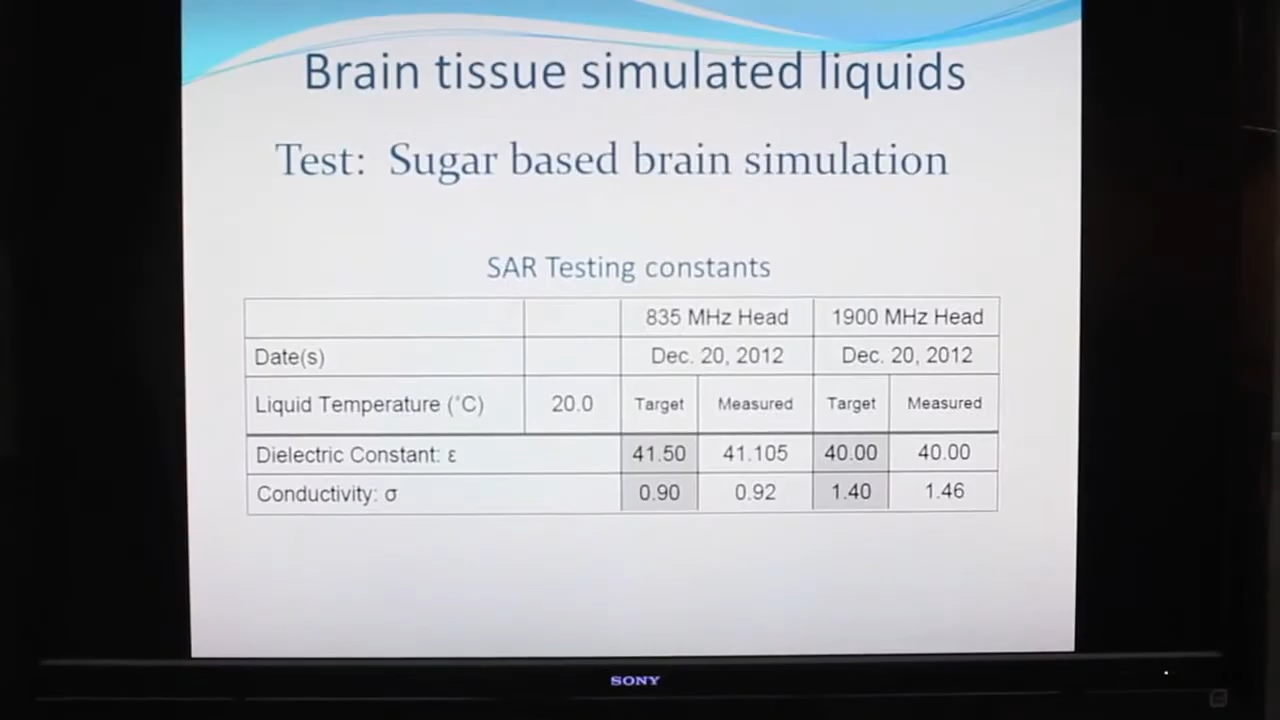 Brain tissue simulated liquids
Test: Sugar based brain simulation
SAR Testing constants
835 MHz Head 1900 MHz Head
Date(s) Dec. 20, 2012 Dec. 20, 2012
Liquid Temperature (˚C) 20.0 Target Measured Target Measured
Dielectric Constant: ε 41.50 41.105 40.00 40.00
Conductivity: σ 0.90 0.92 1.40 1.46
SONY